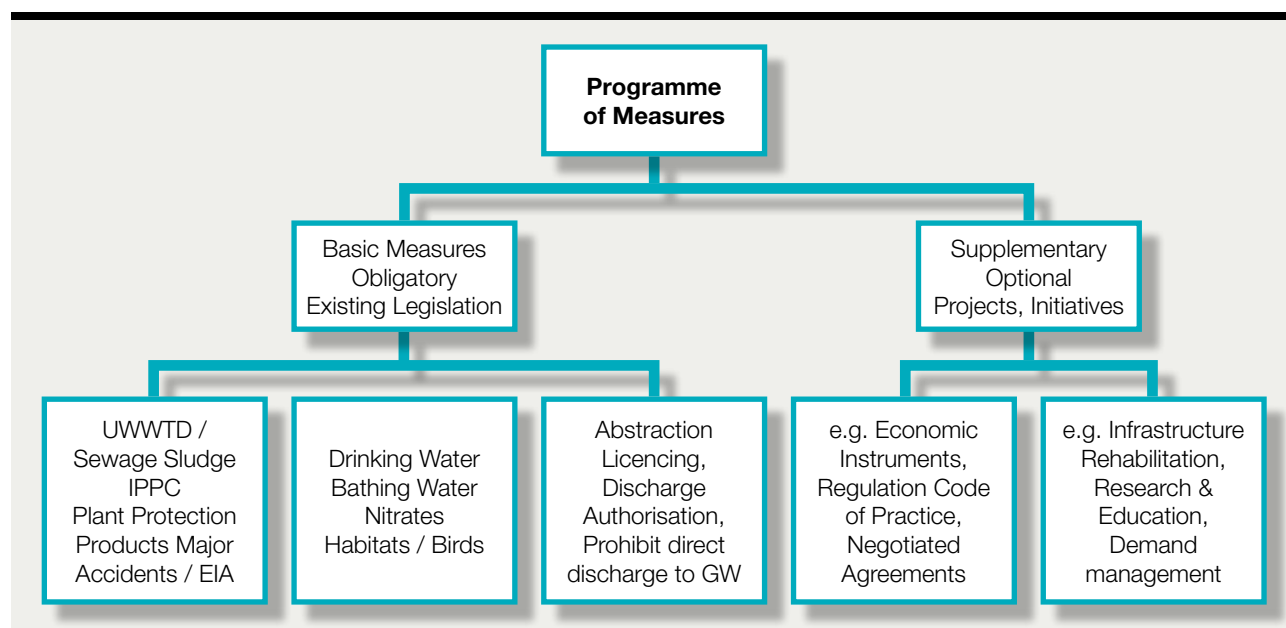 Programme
of Measures
Basic Measures
Obligatory
Existing Legislation
Supplementary
Optional
Projects, Initiatives
UWWTD /
Sewage Sludge
IPPC
Plant Protection
Products Major
Accidents / EIA
Drinking Water
Bathing Water
Nitrates
Habitats / Birds
Abstraction
Licencing,
Discharge
Authorisation,
Prohibit direct
discharge to GW
e.g. Economic
Instruments,
Regulation Code
of Practice,
Negotiated
Agreements
e.g. Infrastructure
Rehabilitation,
Research &
Education,
Demand
management